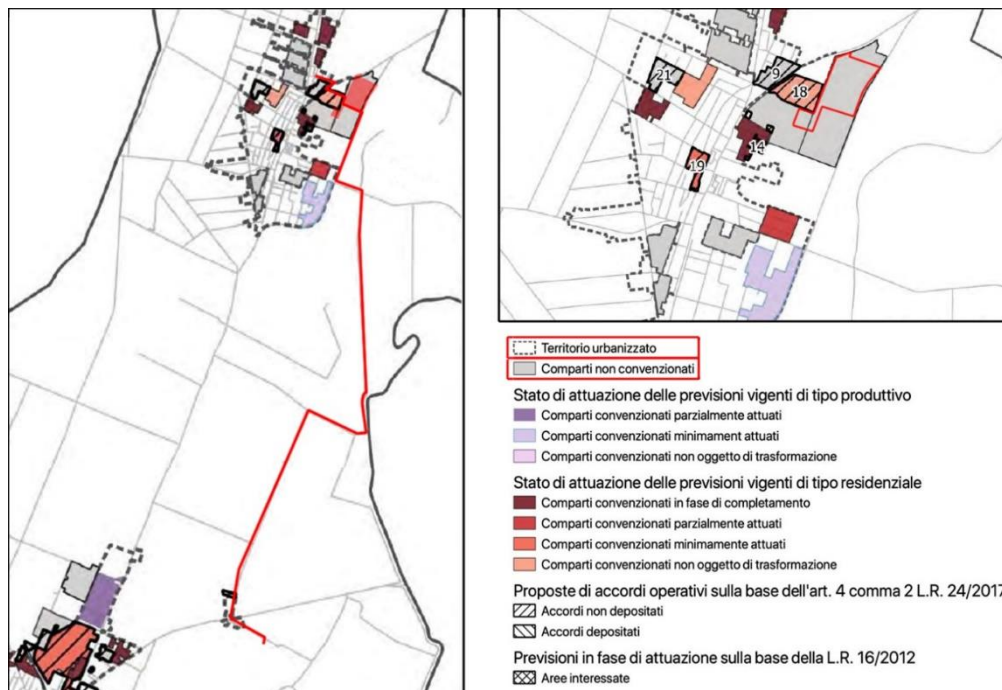 21
9
18
14
19
Territorio urbanizzato
Comparti non convenzionati
Stato di attuazione delle previsioni vigenti di tipo produttivo
Comparti convenzionati parzialmente attuati
Comparti convenzionati minimament attuati
Comparti convenzionati non oggetto di trasformazione
Stato di attuazione delle previsioni vigenti di tipo residenziale
Comparti convenzionati in fase di completamento
Comparti convenzionati parzialmente attuati
Comparti convenzionati minimamente attuati
Comparti convenzionati non oggetto di trasformazione
Proposte di accordi operativi sulla base dell'art. 4 comma 2 L.R. 24/2017
Accordi non depositati
Accordi depositati
Previsioni in fase di attuazione sulla base della L.R. 16/2012
Aree interessate